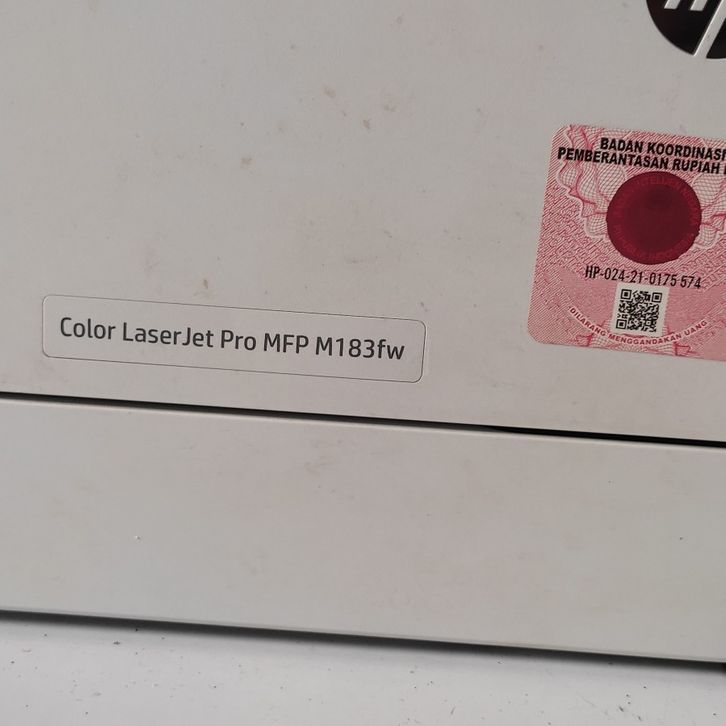 BADAN KOORDINASI
PEMBERANTASAN RUPIAH
HP-024-21-0175 574
DILARANG MENGGANDAKAN UANG
Color LaserJet Pro MFP M183fw